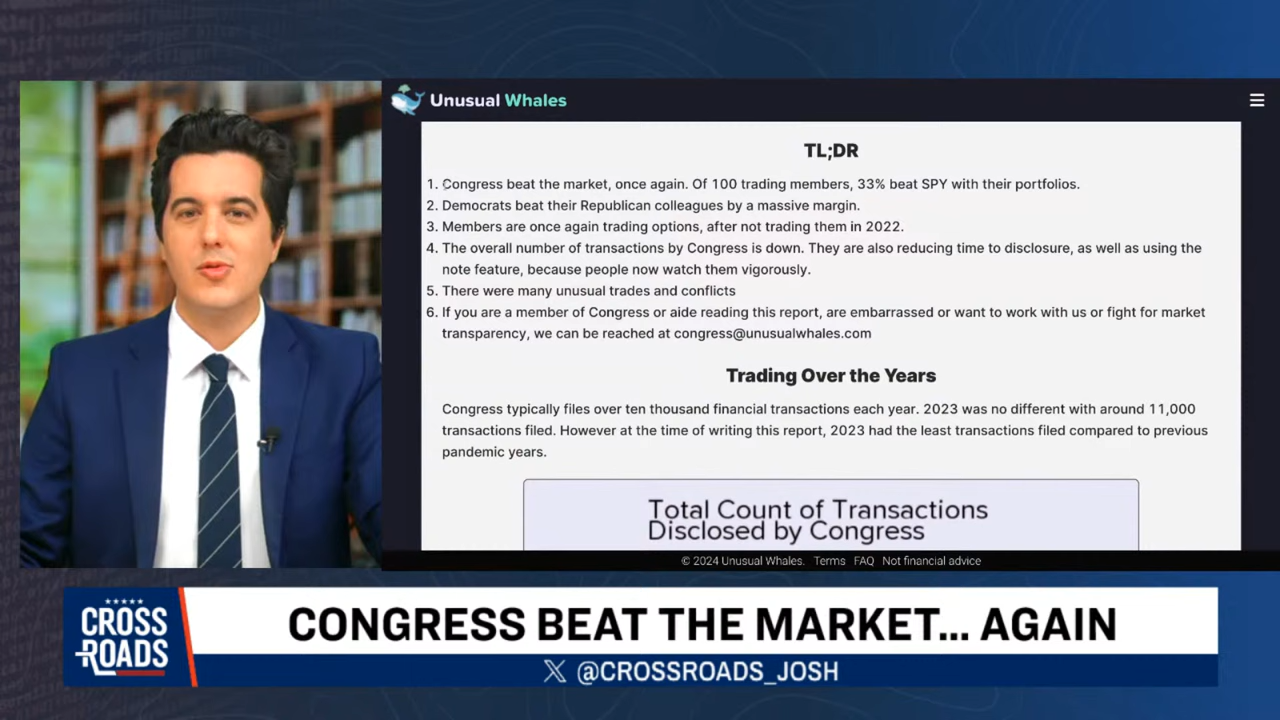 Unusual Whales
TL;DR
1. Congress beat the market, once again. Of 100 trading members, 33% beat SPY with their portfolios.
2. Democrats beat their Republican colleagues by a massive margin.
3. Members are once again trading options, after not trading them in 2022.
4. The overall number of transactions by Congress is down. They are also reducing time to disclosure, as well as using the
note feature, because people now watch them vigorously.
5. There were many unusual trades and conflicts
6. If you are a member of Congress or aide reading this report, are embarrassed or want to work with us or fight for market
transparency, we can be reached at congress@unusualwhales.com
Trading Over the Years
Congress typically files over ten thousand financial transactions each year. 2023 was no different with around 11,000
transactions filed. However at the time of writing this report, 2023 had the least transactions filed compared to previous
pandemic years.
Total Count of Transactions
Disclosed by Congress
© 2024 Unusual Whales. Terms FAQ Not financial advice
CROSS
ROADS
CONGRESS BEAT THE MARKET... AGAIN
X @CROSSROADS_JOSH